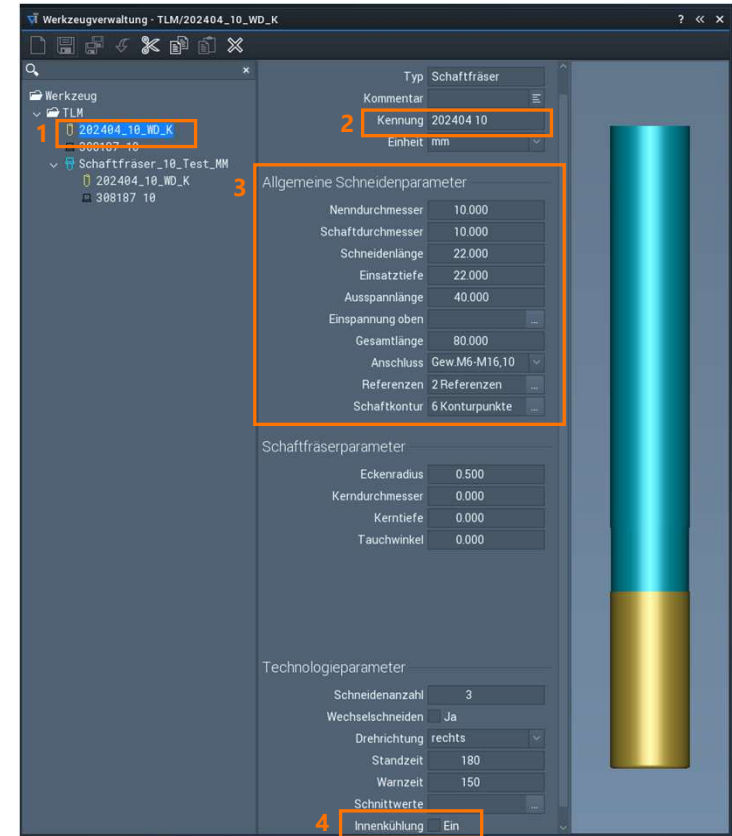 Werkzeugverwaltung - TLM/202404_10_WD_K
Werkzeug
TLM
1
202404_10_WD_K
308187 10
Schaftfräser_10_Test_MM
202404_10_WD_K
308187 10
Typ Schaftfräser
Kommentar
2
Kennung 202404 10
Einheit mm
3
Allgemeine Schneidenparameter
Nenndurchmesser 10.000
Schaftdurchmesser 10.000
Schneidenlänge 22.000
Einsatztiefe 22.000
Ausspannlänge 40.000
Einspannung oben ...
Gesamtlänge 80.000
Anschluss Gew.M6-M16,10
Referenzen 2 Referenzen ...
Schaftkontur 6 Konturpunkte ...
Schaftfräserparameter
Eckenradius 0.500
Kerndurchmesser 0.000
Kerntiefe 0.000
Tauchwinkel 0.000
Technologieparameter
Schneidenanzahl 3
Wechselschneiden Ja
Drehrichtung rechts
Standzeit 180
Warnzeit 150
Schnittwerte ...
4
Innenkühlung Ein